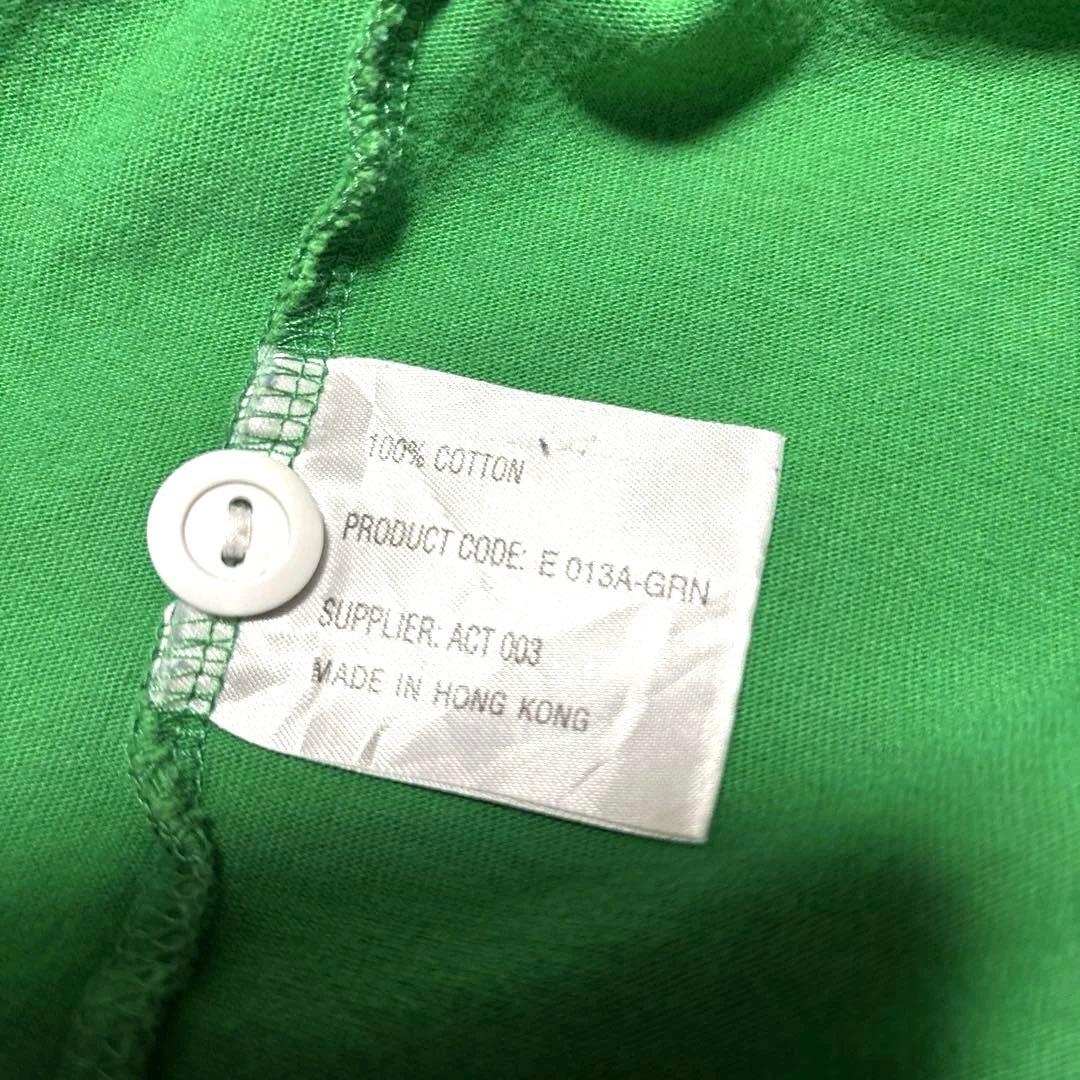 100% COTTON
PRODUCT CODE: E 013A-GRN
SUPPLIER: ACT 003
MADE IN HONG KONG